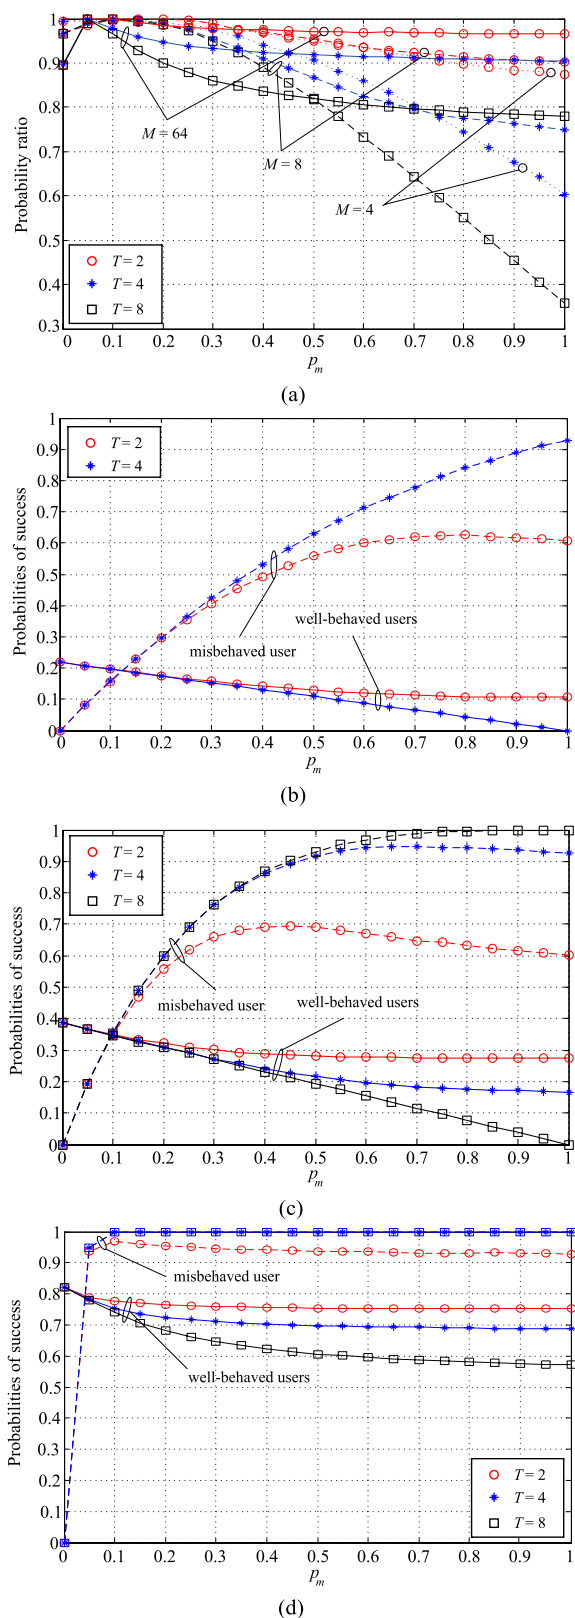 1
0.9
0.8
0.7
0.6
0.5
0.4
0.3
Probability ratio
M = 64
M = 8
M = 4
T = 2
T = 4
T = 8
0 0.1 0.2 0.3 0.4 0.5 0.6 0.7 0.8 0.9 1
pm
(a)
1
0.9
0.8
0.7
0.6
0.5
0.4
0.3
0.2
0.1
0
Probabilities of success
T = 2
T = 4
misbehaved user
well-behaved users
0 0.1 0.2 0.3 0.4 0.5 0.6 0.7 0.8 0.9 1
pm
(b)
1
0.9
0.8
0.7
0.6
0.5
0.4
0.3
0.2
0.1
0
Probabilities of success
T = 2
T = 4
T = 8
misbehaved user
well-behaved users
0 0.1 0.2 0.3 0.4 0.5 0.6 0.7 0.8 0.9 1
pm
(c)
1
0.9
0.8
0.7
0.6
0.5
0.4
0.3
0.2
0.1
0
Probabilities of success
misbehaved user
well-behaved users
T = 2
T = 4
T = 8
0 0.1 0.2 0.3 0.4 0.5 0.6 0.7 0.8 0.9 1
pm
(d)